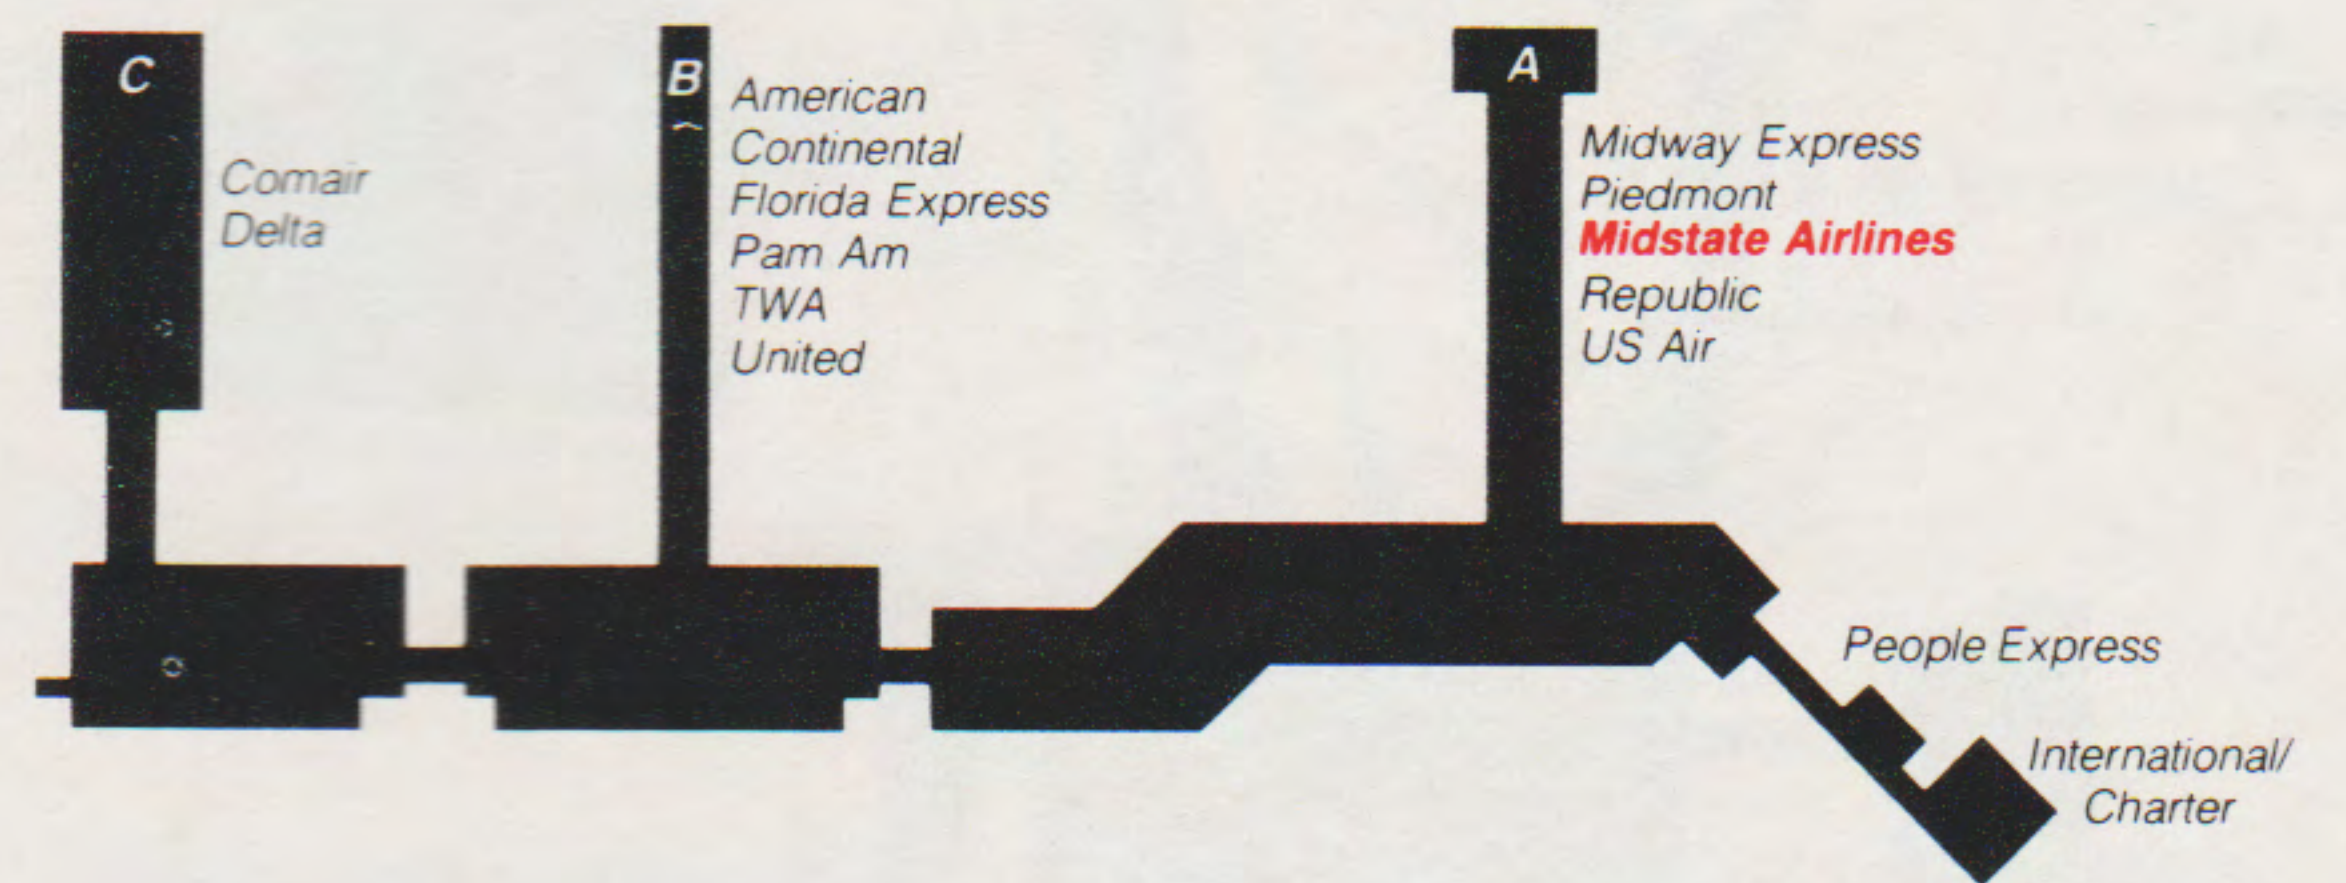 C
Comair
Delta
B
American
Continental
Florida Express
Pam Am
TWA
United
A
Midway Express
Piedmont
Midstate Airlines
Republic
US Air
People Express
International/
Charter